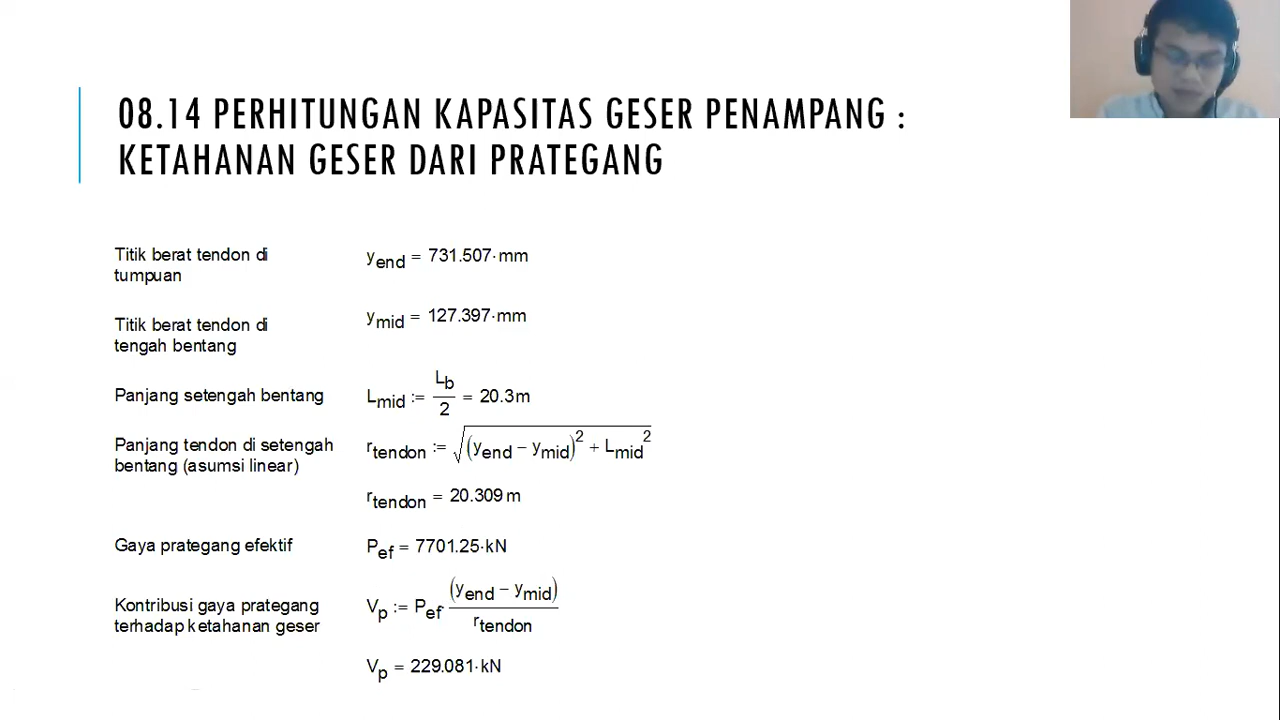 08.14 PERHITUNGAN KAPASITAS GESER PENAMPANG :
KETAHANAN GESER DARI PRATEGANG
Titik berat tendon di
tumpuan
y_end = 731.507·mm
Titik berat tendon di
tengah bentang
y_mid = 127.397·mm
Panjang setengah bentang
L_mid := L_b / 2 = 20.3m
Panjang tendon di setengah
bentang (asumsi linear)
r_tendon := √((y_end − y_mid)² + L_mid²)
r_tendon = 20.309 m
Gaya prategang efektif
P_ef = 7701.25·kN
Kontribusi gaya prategang
terhadap ketahanan geser
V_p := P_ef (y_end − y_mid) / r_tendon
V_p = 229.081·kN